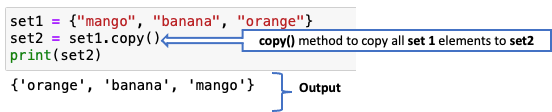 set1 = {"mango", "banana", "orange"}
set2 = set1.copy()
copy() method to copy all set 1 elements to set2
print(set2)
{'orange', 'banana', 'mango'}
Output